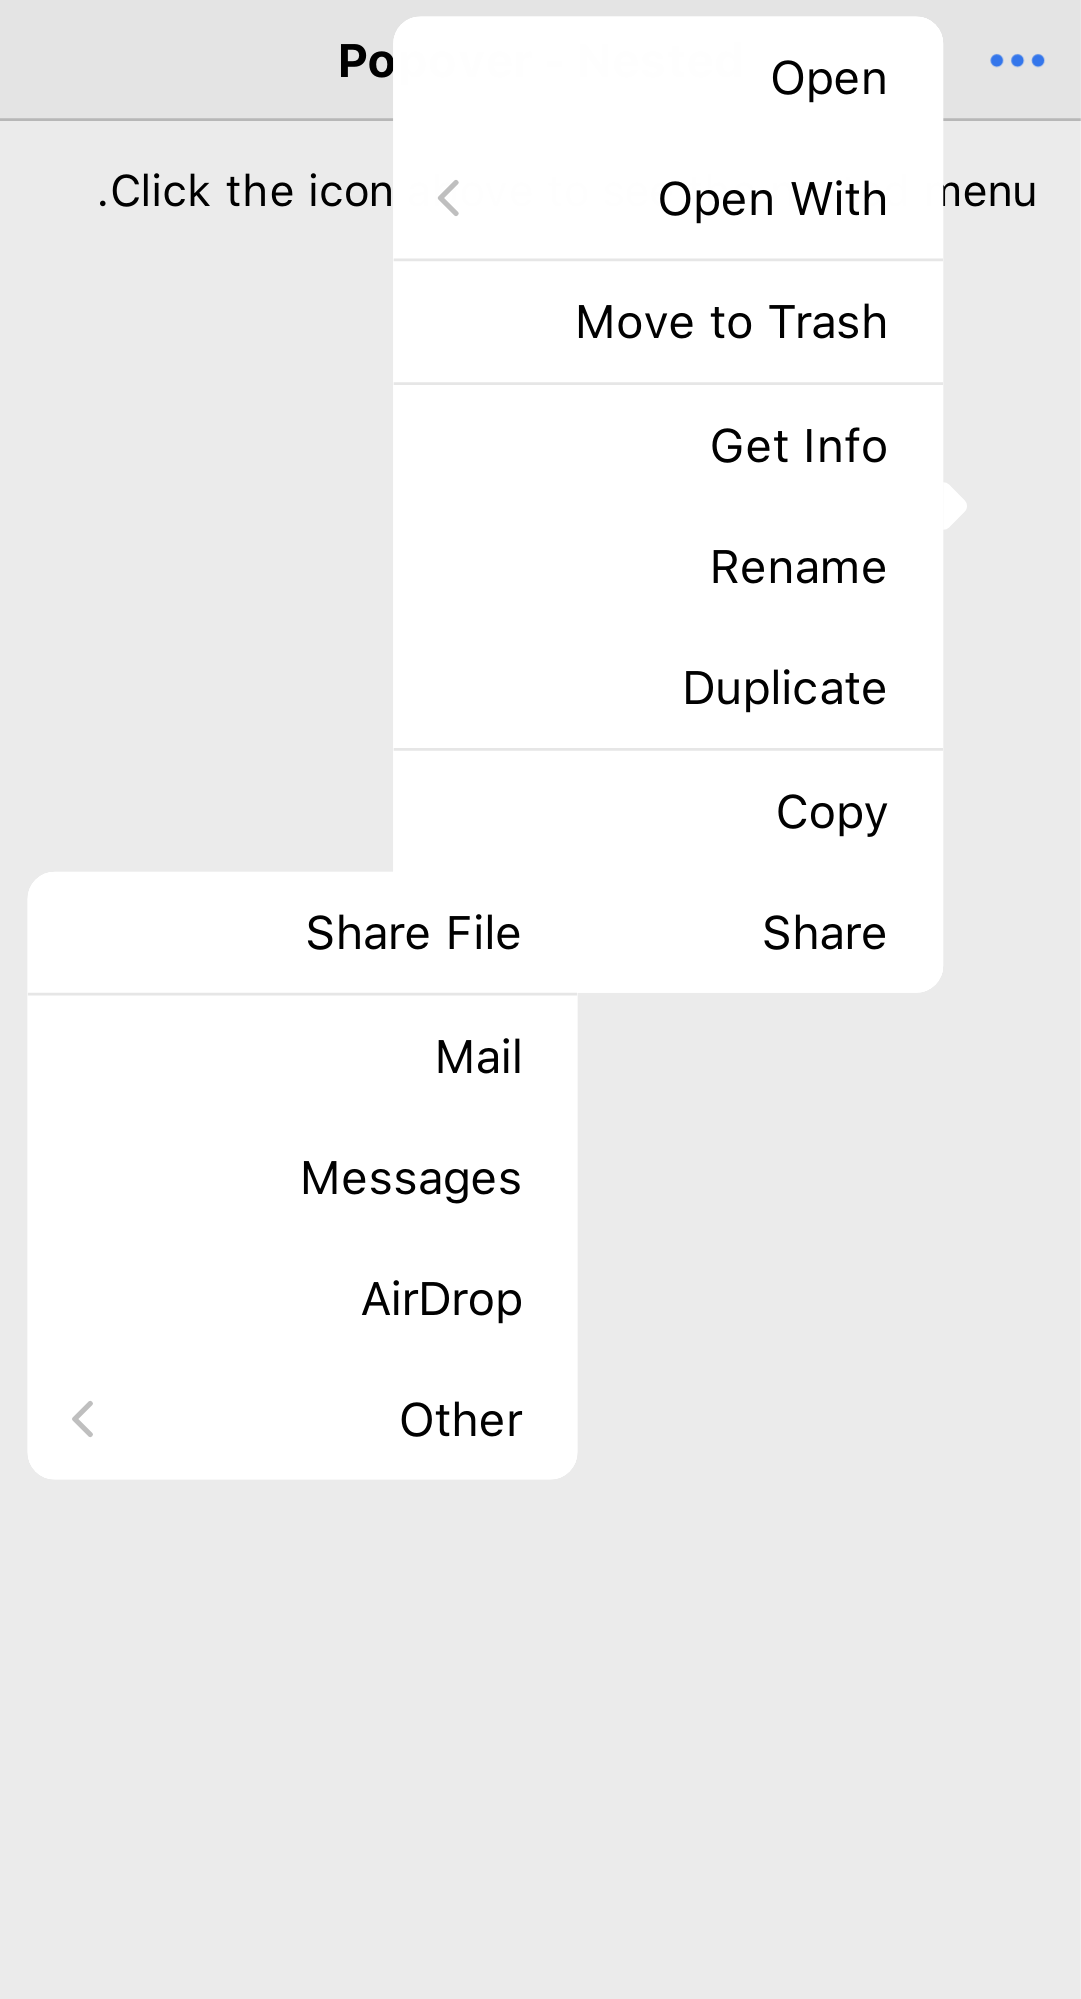 Po
.Click the icon menu
Open
Open With
Move to Trash
Get Info
Rename
Duplicate
Copy
Share
Share File
Mail
Messages
AirDrop
Other